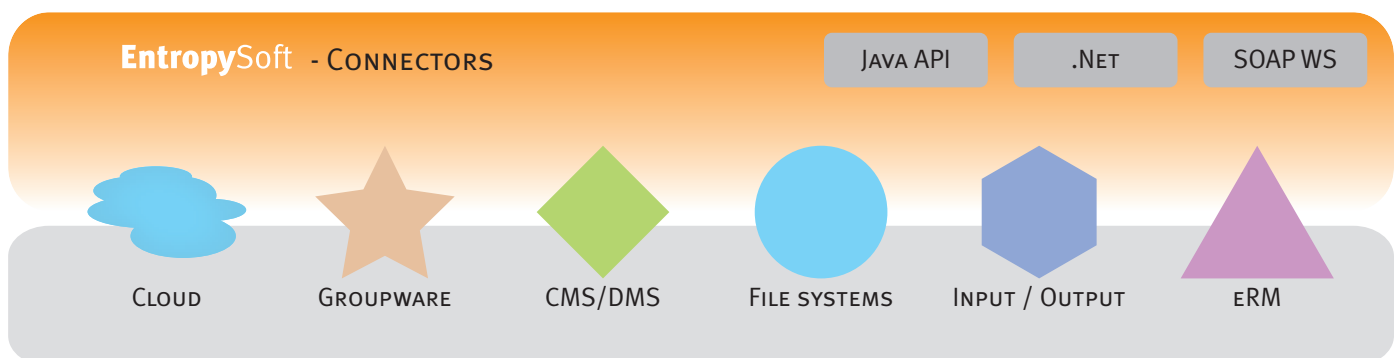 EntropySoft - Connectors
Java API
.Net
SOAP WS
Cloud
Groupware
CMS/DMS
File systems
Input / Output
eRM